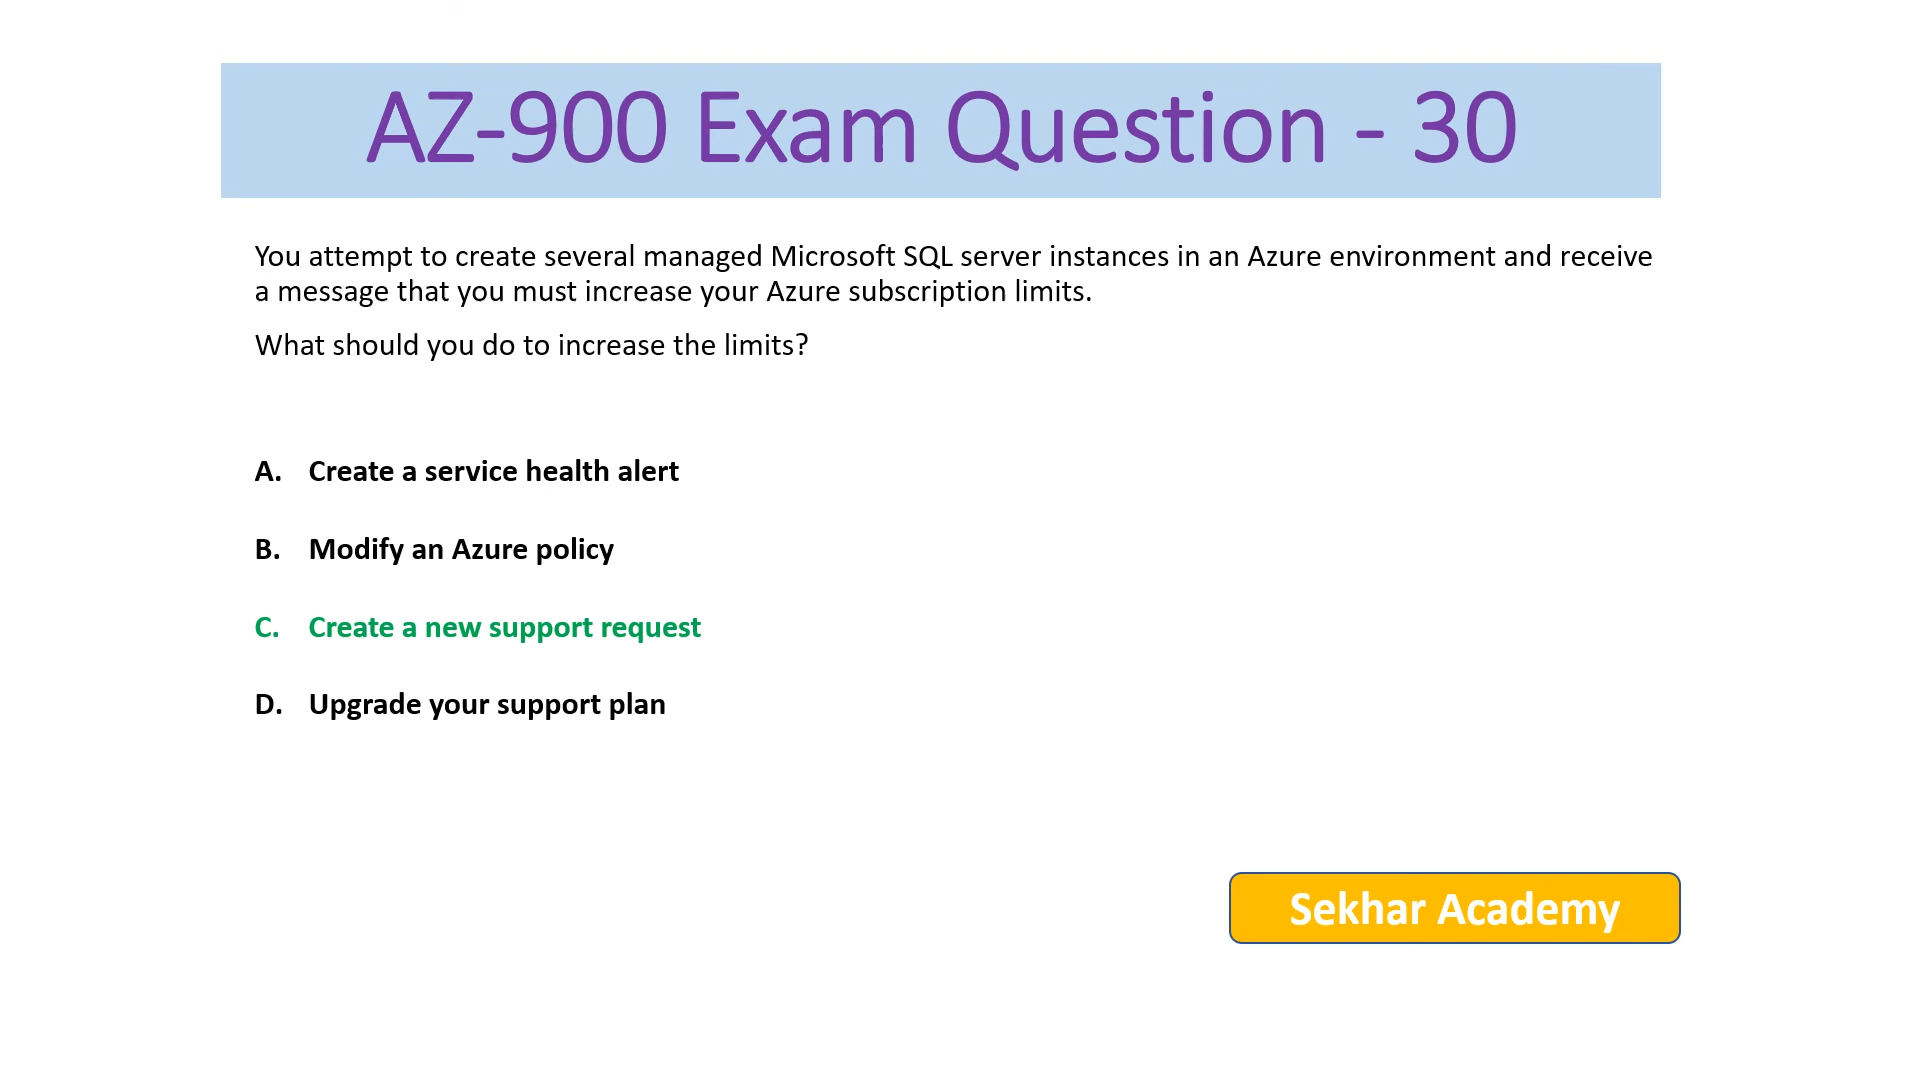 AZ-900 Exam Question - 30
You attempt to create several managed Microsoft SQL server instances in an Azure environment and receive
a message that you must increase your Azure subscription limits.
What should you do to increase the limits?
A. Create a service health alert
B. Modify an Azure policy
C. Create a new support request
D. Upgrade your support plan
Sekhar Academy